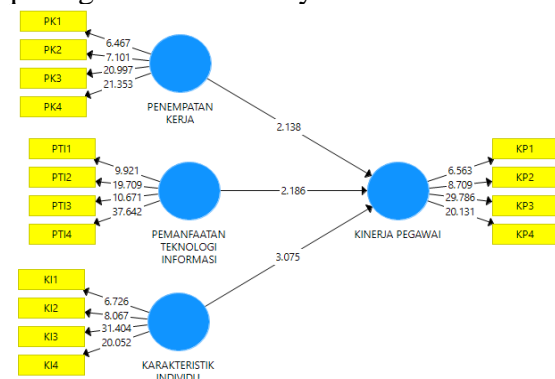 PK1
PK2
PK3
PK4
6.467
7.101
20.997
21.353
PENEMPATAN
KERJA
2.138
PTI1
PTI2
PTI3
PTI4
9.921
19.709
10.671
37.642
PEMANFAATAN
TEKNOLOGI
INFORMASI
2.186
KINERJA PEGAWAI
6.563
8.709
29.786
20.131
KP1
KP2
KP3
KP4
3.075
KI1
KI2
KI3
KI4
6.726
8.067
31.404
20.052
KARAKTERISTIK
INDIVIDU